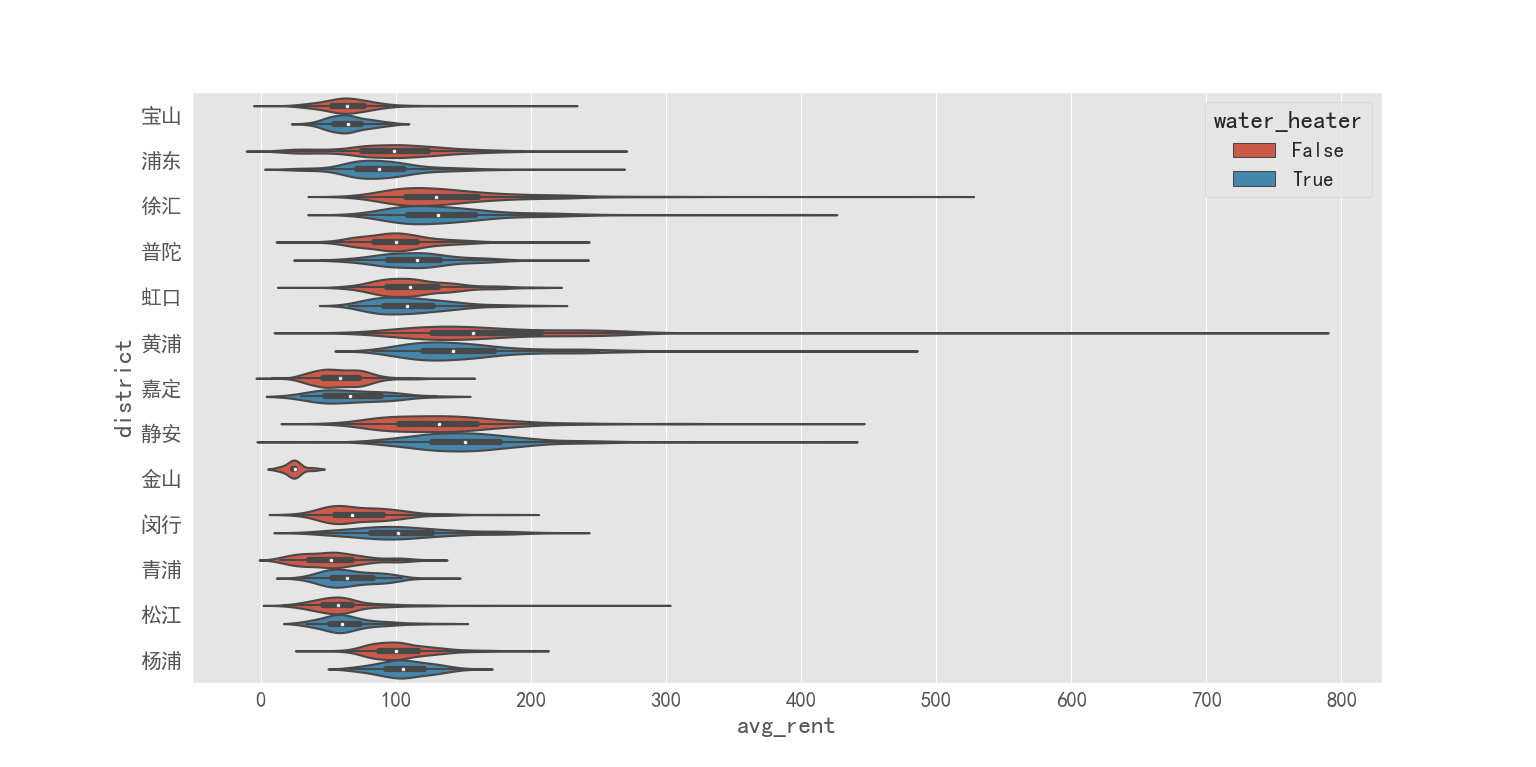 water_heater
False
True
宝山
浦东
徐汇
普陀
虹口
黄浦
嘉定
静安
金山
闵行
青浦
松江
杨浦
district
0 100 200 300 400 500 600 700 800
avg_rent